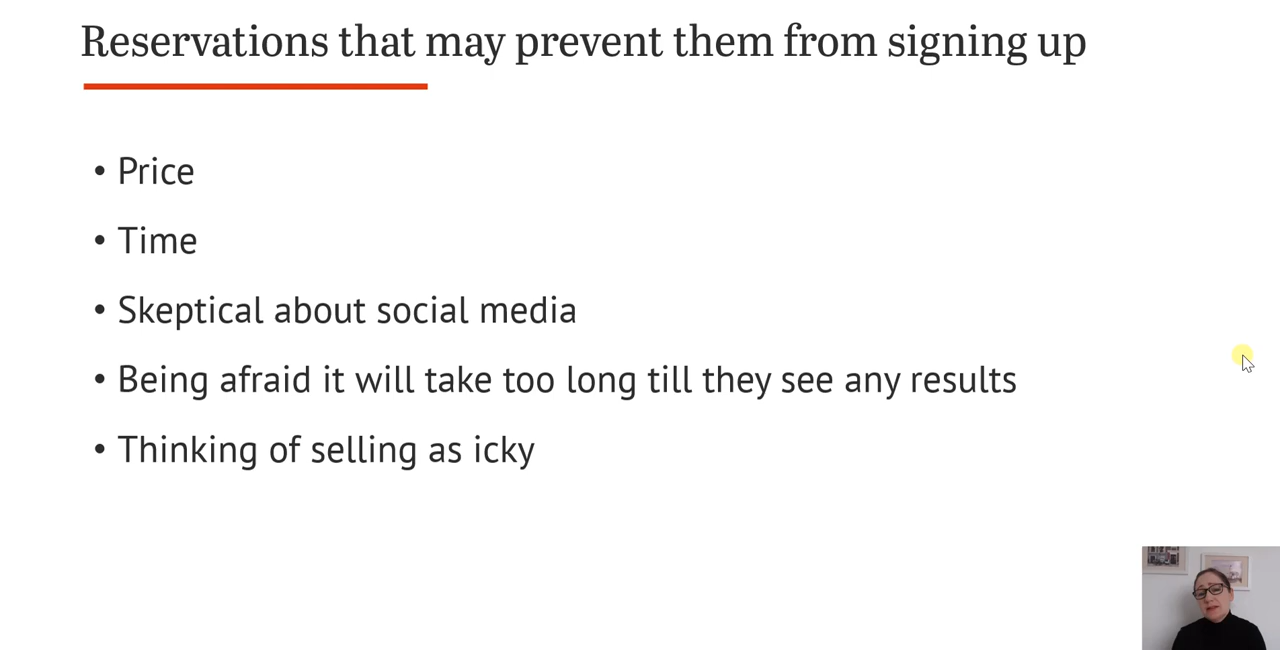 Reservations that may prevent them from signing up
• Price
• Time
• Skeptical about social media
• Being afraid it will take too long till they see any results
• Thinking of selling as icky